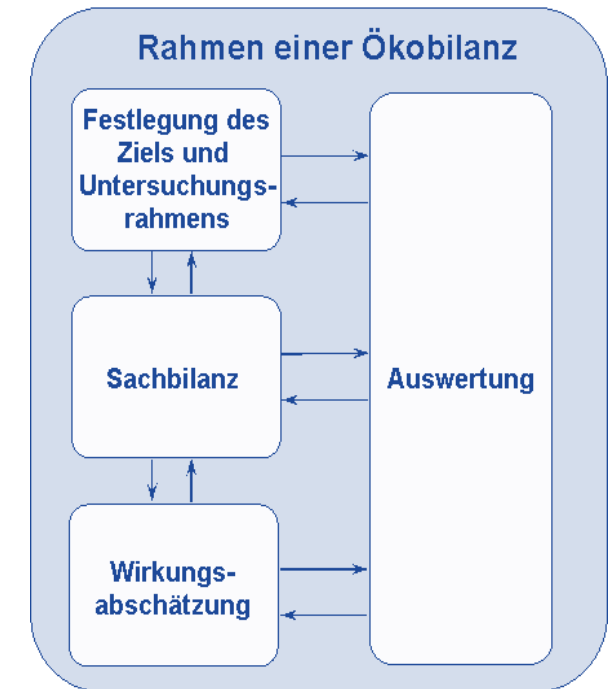 Rahmen einer Ökobilanz
Festlegung des
Ziels und
Untersuchungs-
rahmens
Sachbilanz
Auswertung
Wirkungs-
abschätzung